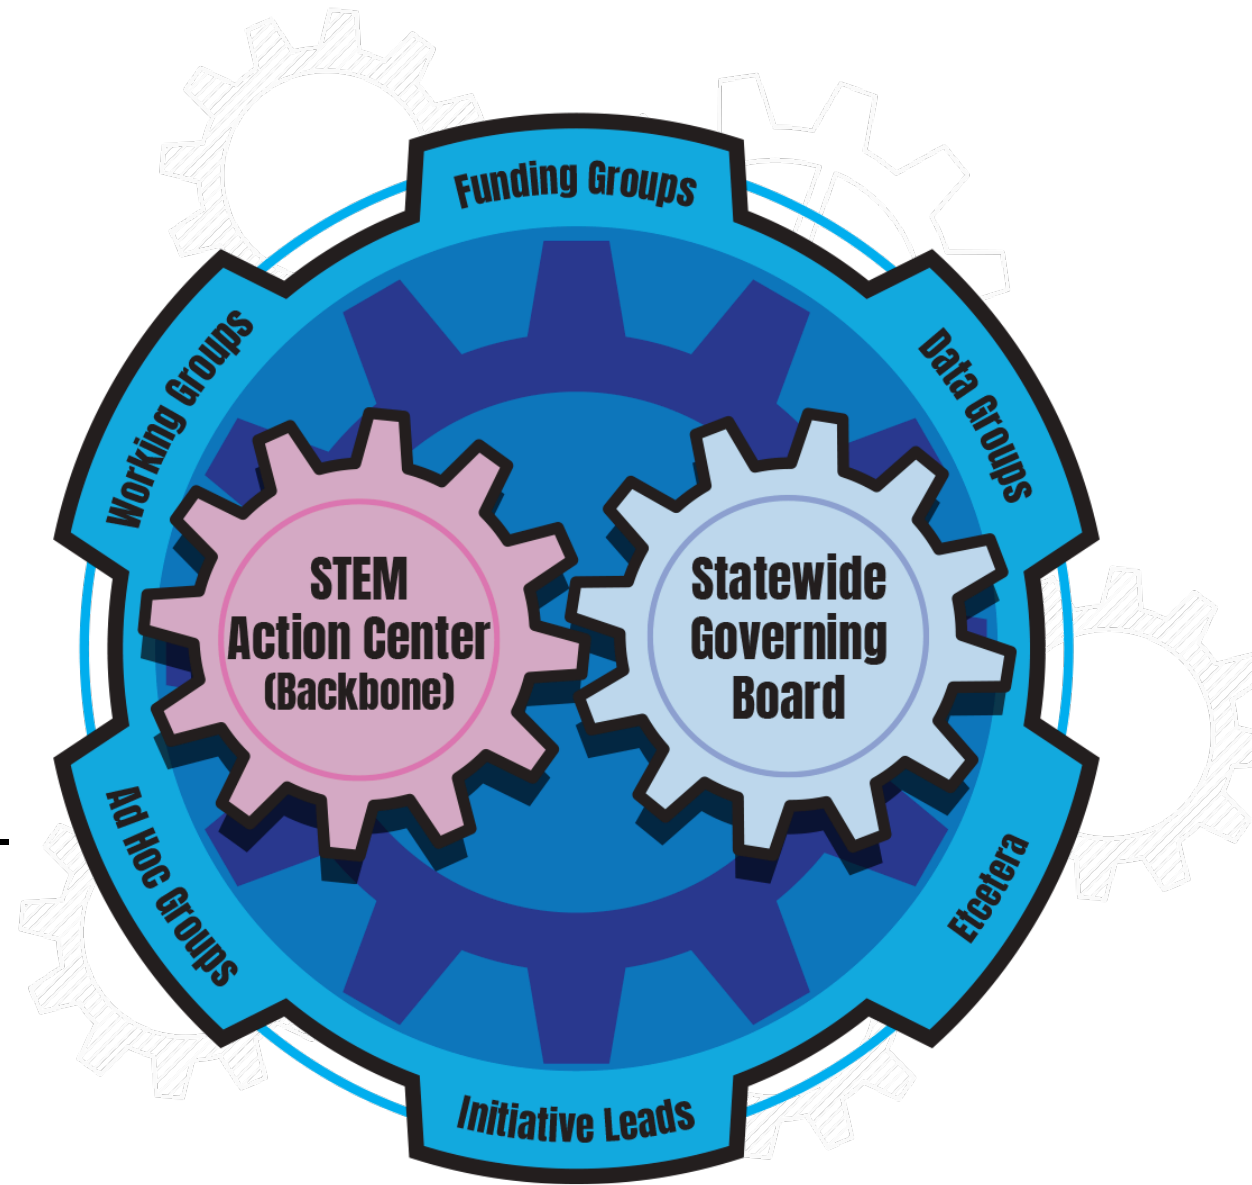 Funding Groups
Working Groups
Data Groups
STEM
Action Center
(Backbone)
Statewide
Governing
Board
Ad Hoc Groups
Etcetera
Initiative Leads